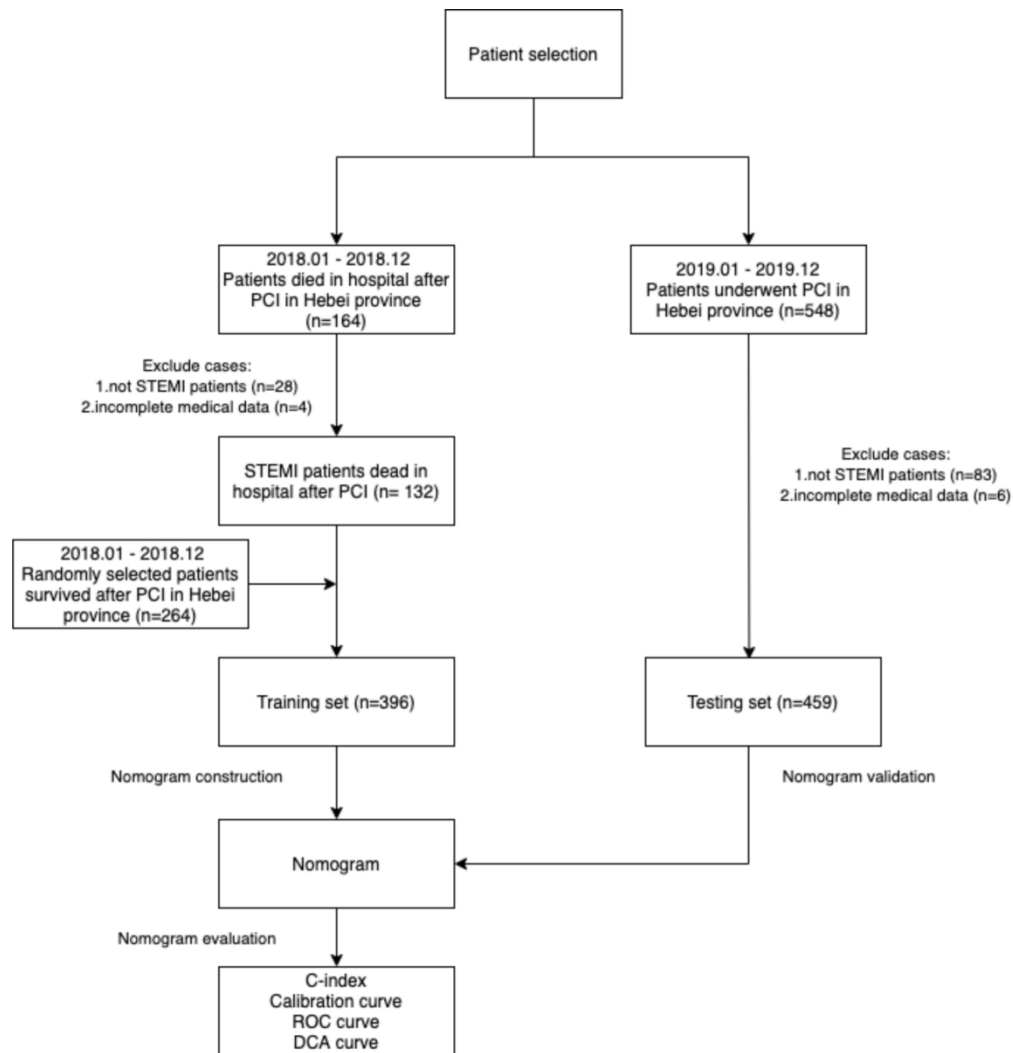 Patient selection
2018.01 - 2018.12
Patients died in hospital after
PCI in Hebei province
(n=164)
2019.01 - 2019.12
Patients underwent PCI in
Hebei province (n=548)
Exclude cases:
1.not STEMI patients (n=28)
2.incomplete medical data (n=4)
STEMI patients dead in
hospital after PCI (n= 132)
Exclude cases:
1.not STEMI patients (n=83)
2.incomplete medical data (n=6)
2018.01 - 2018.12
Randomly selected patients
survived after PCI in Hebei
province (n=264)
Training set (n=396)
Testing set (n=459)
Nomogram construction
Nomogram validation
Nomogram
Nomogram evaluation
C-index
Calibration curve
ROC curve
DCA curve